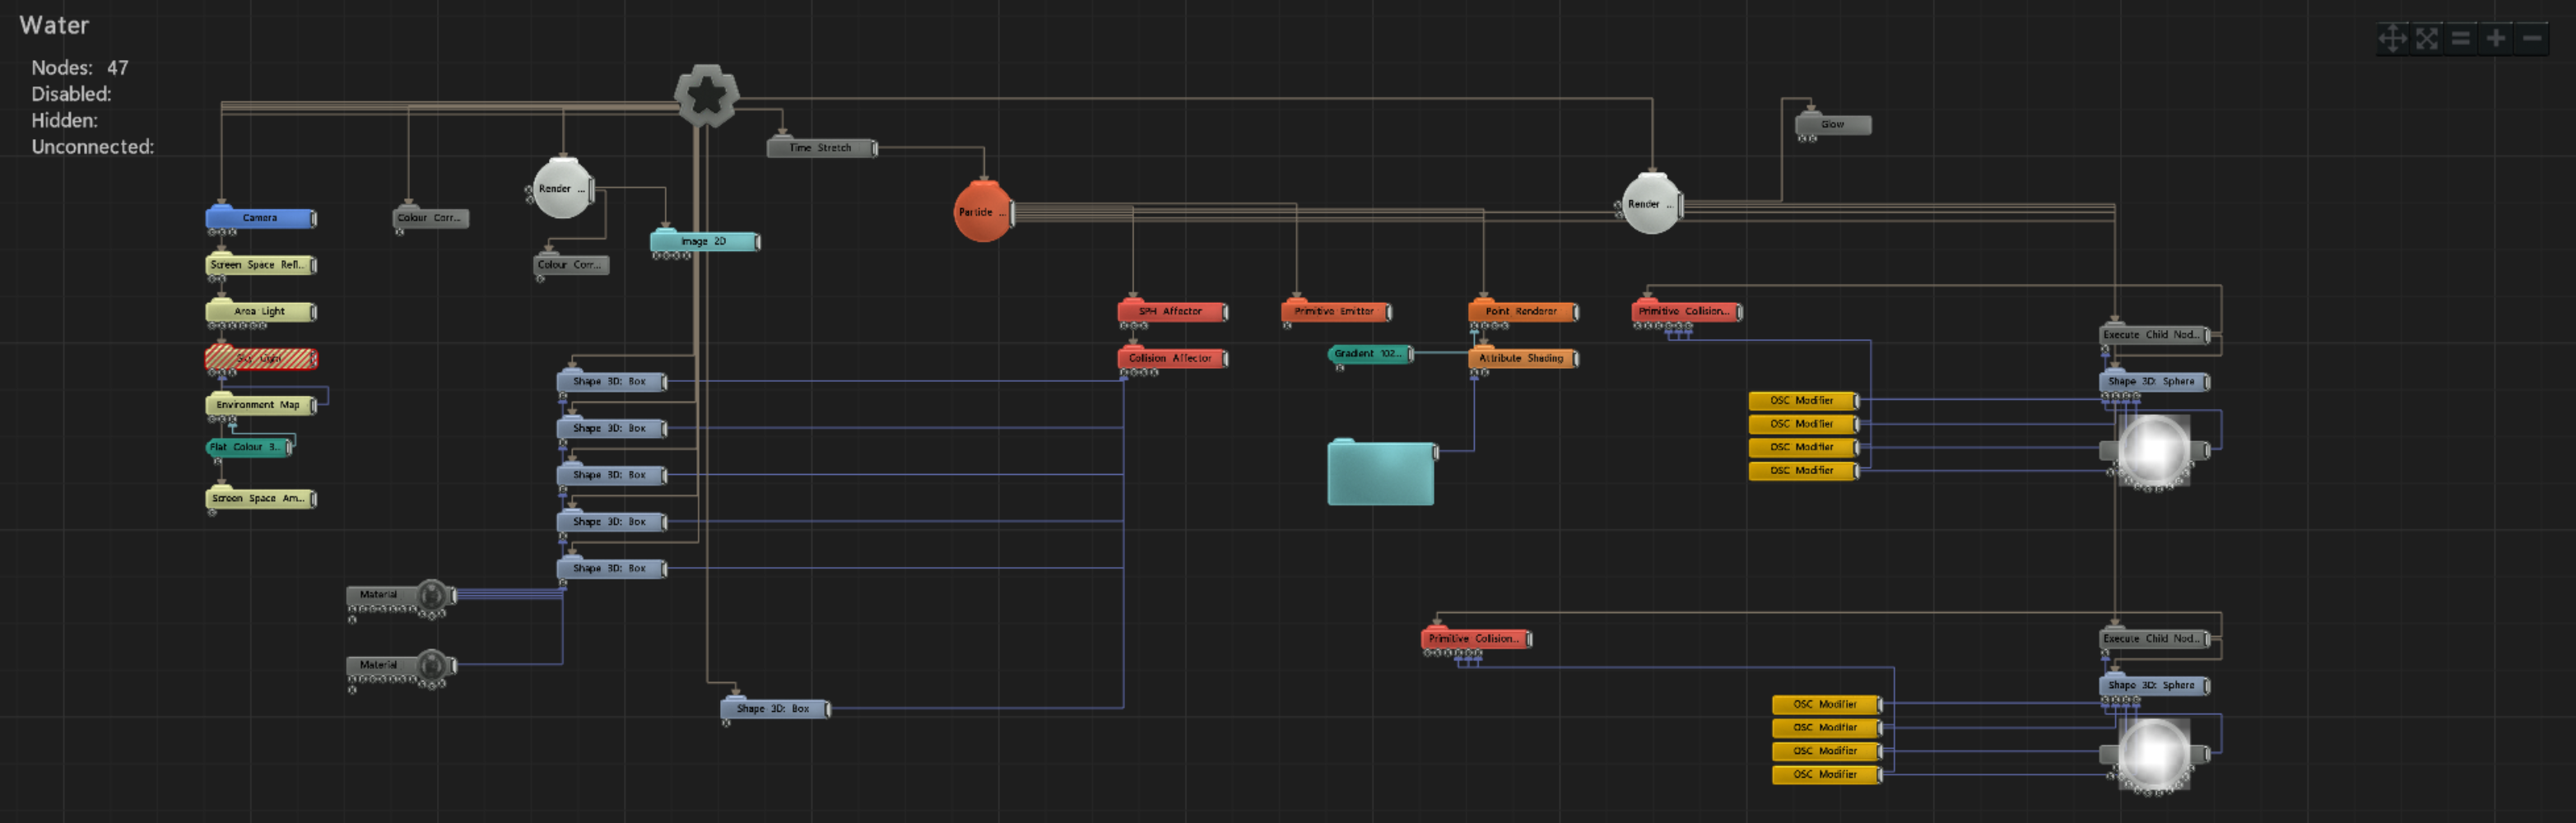 Water
Nodes: 47
Disabled:
Hidden:
Unconnected:
Glow
Time Stretch
Render ...
Render ...
Particle ...
Camera
Colour Corr...
Image 2D
Screen Space Refl...
Colour Corr...
Area Light
SPH Affector
Primitive Emitter
Point Renderer
Primitive Collision...
Execute Child Nod...
Sky Light
Collision Affector
Gradient 102...
Attribute Shading
Shape 3D: Box
Shape 3D: Sphere
Environment Map
OSC Modifier
Shape 3D: Box
OSC Modifier
Flat Colour 3..
OSC Modifier
Shape 3D: Box
OSC Modifier
Screen Space Am...
Shape 3D: Box
Shape 3D: Box
Material
Primitive Collision...
Execute Child Nod...
Material
Shape 3D: Sphere
Shape 3D: Box
OSC Modifier
OSC Modifier
OSC Modifier
OSC Modifier